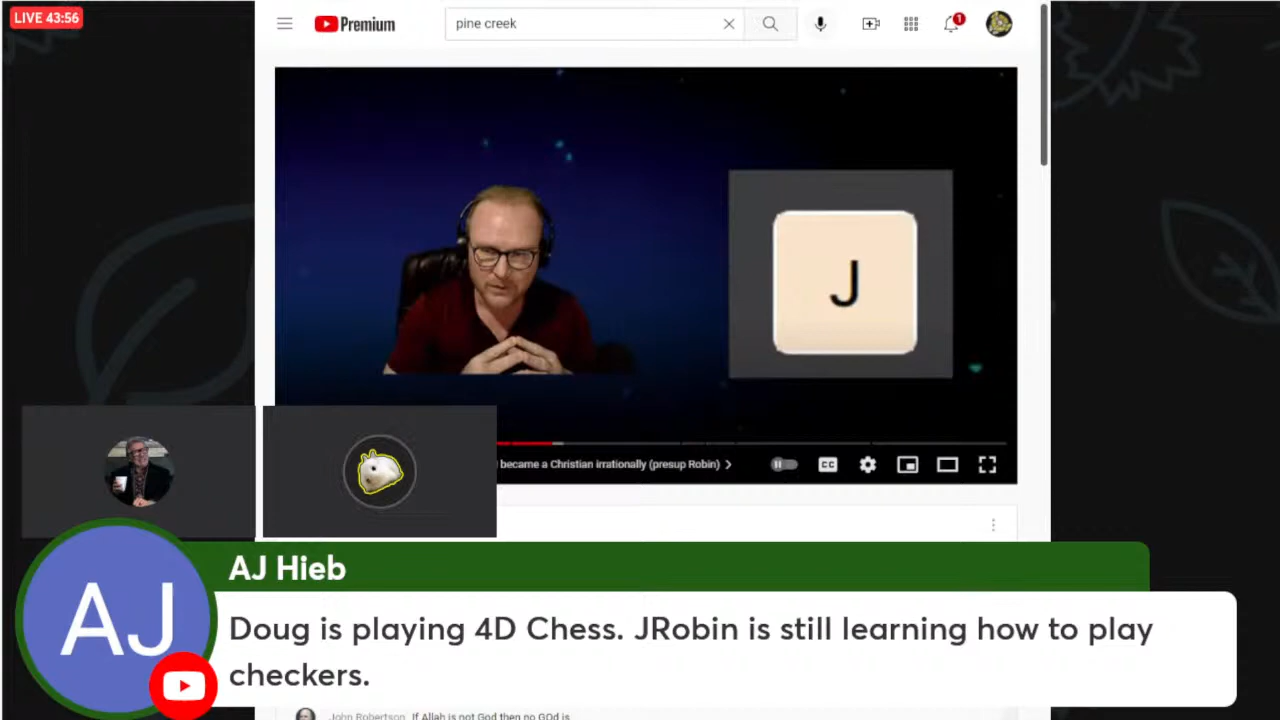 LIVE 43:56
Premium
pine creek
1
J
became a Christian irrationally (presup Robin)
CC
AJ Hieb
AJ
Doug is playing 4D Chess. JRobin is still learning how to play
checkers.
John Robertson, If Allah is not God then no GOd is